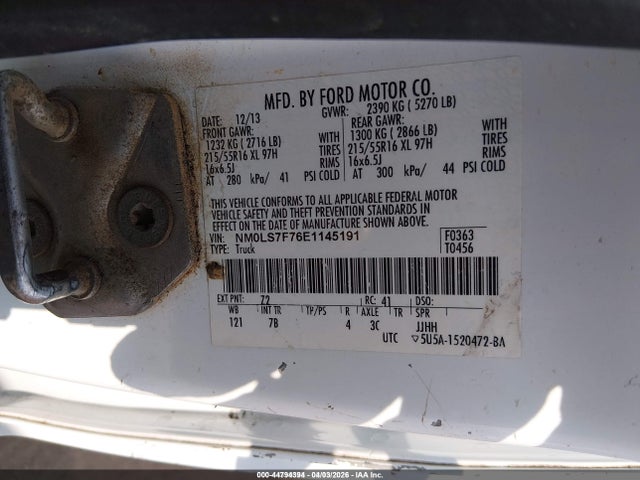 MFD. BY FORD MOTOR CO.
DATE: 12/13 GVWR: 2390 KG ( 5270 LB)
FRONT GAWR: REAR GAWR:
1232 KG ( 2716 LB) WITH 1300 KG ( 2866 LB) WITH
215/55R16 XL 97H TIRES 215/55R16 XL 97H TIRES
16x6.5J RIMS 16x6.5J RIMS
AT 280 kPa/ 41 PSI COLD AT 300 kPa/ 44 PSI COLD
THIS VEHICLE CONFORMS TO ALL APPLICABLE FEDERAL MOTOR
VEHICLE SAFETY AND THEFT PREVENTION STANDARDS IN
EFFECT ON THE DATE OF MANUFACTURE SHOWN ABOVE.
VIN: NM0LS7F76E1145191 F0363
TYPE: Truck T0456
EXT PNT: Z2 RC: 41 DSO:
WB INT TR TP/PS R AXLE TR SPR
121 7B 4 3C JJHH
UTC ▽5U5A-1520472-BA
000-44794394 | 04/03/2026 - IAA Inc.